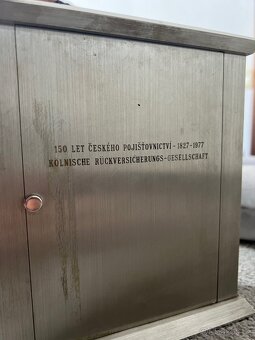 150 LET ČESKÉHO POJIŠŤOVNICTVÍ - 1827-1977
KÖLNISCHE RÜCKVERSICHERUNGS-GESELLSCHAFT